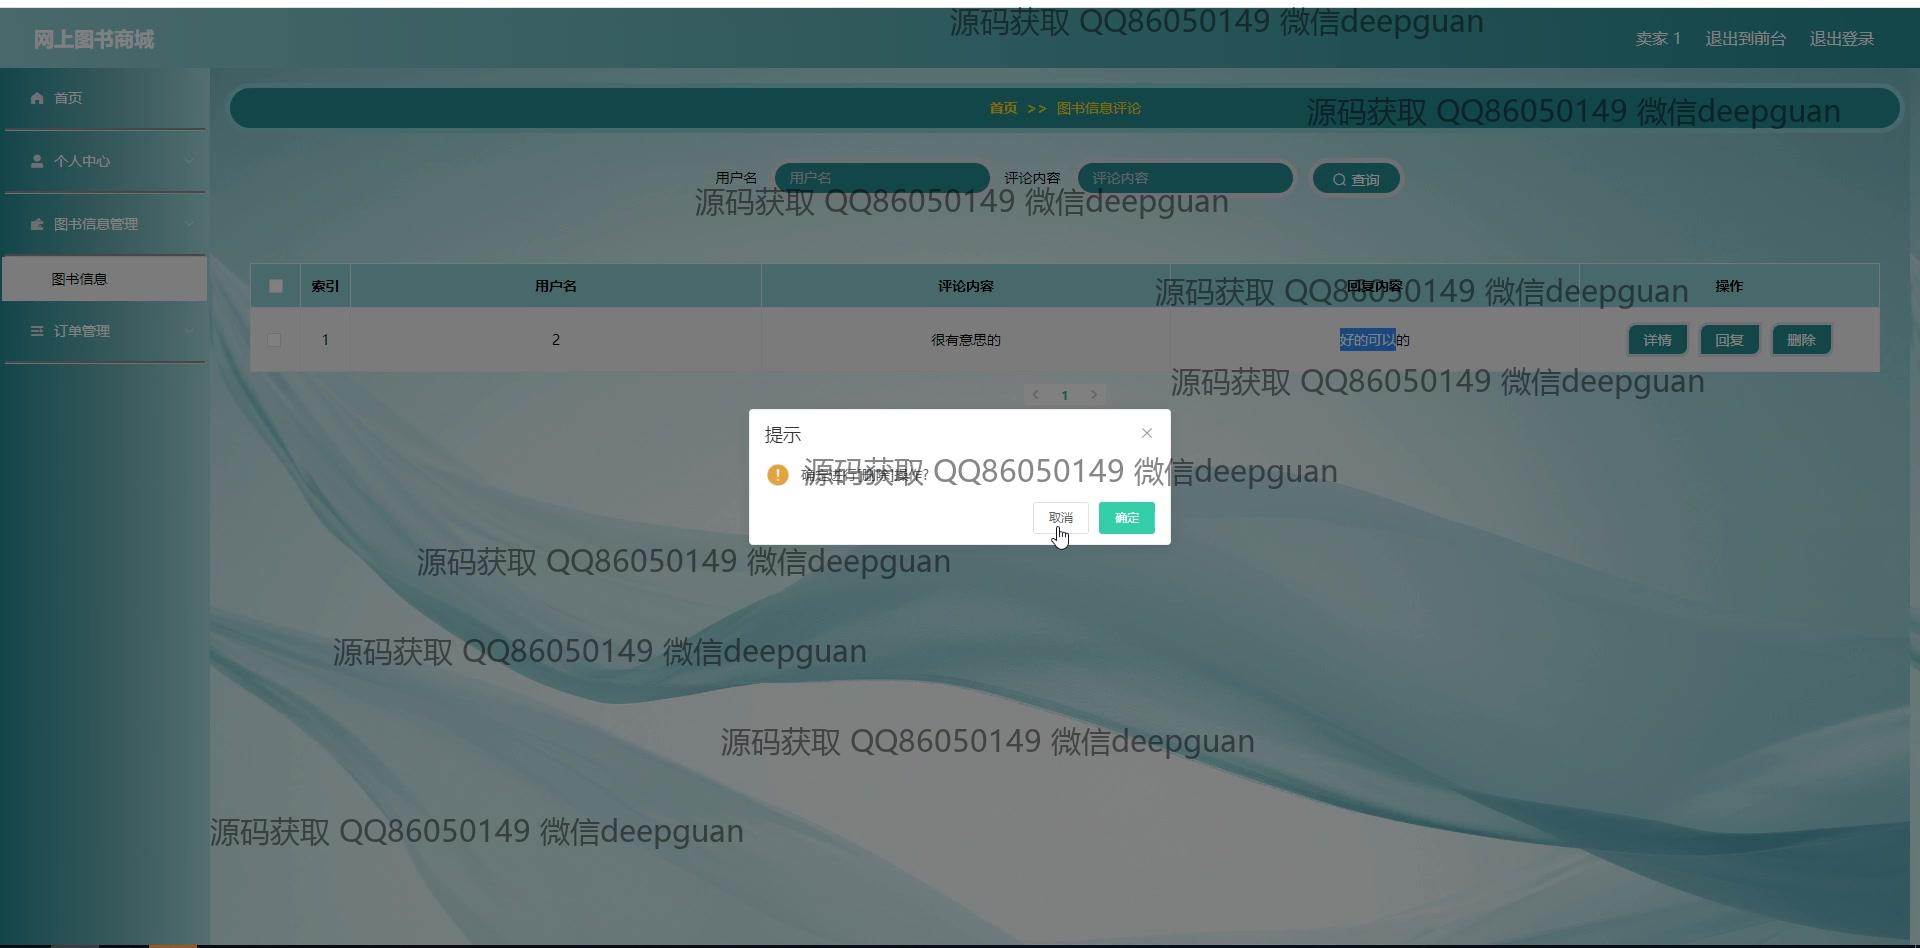 源码获取 QQ86050149 微信deepguan
网上图书商城
卖家 1 退出到前台 退出登录
首页
首页 >> 图书信息评论
源码获取 QQ86050149 微信deepguan
个人中心
用户名 用户名 评论内容 评论内容 查询
源码获取 QQ86050149 微信deepguan
图书信息管理
图书信息
索引 用户名 评论内容 回复内容 操作
源码获取 QQ86050149 微信deepguan
订单管理
1 2 很有意思的 好的可以的 详情 回复 删除
源码获取 QQ86050149 微信deepguan
1
提示
确定进行[删除]操作?
源码获取 QQ86050149 微信deepguan
取消 确定
源码获取 QQ86050149 微信deepguan
源码获取 QQ86050149 微信deepguan
源码获取 QQ86050149 微信deepguan
源码获取 QQ86050149 微信deepguan